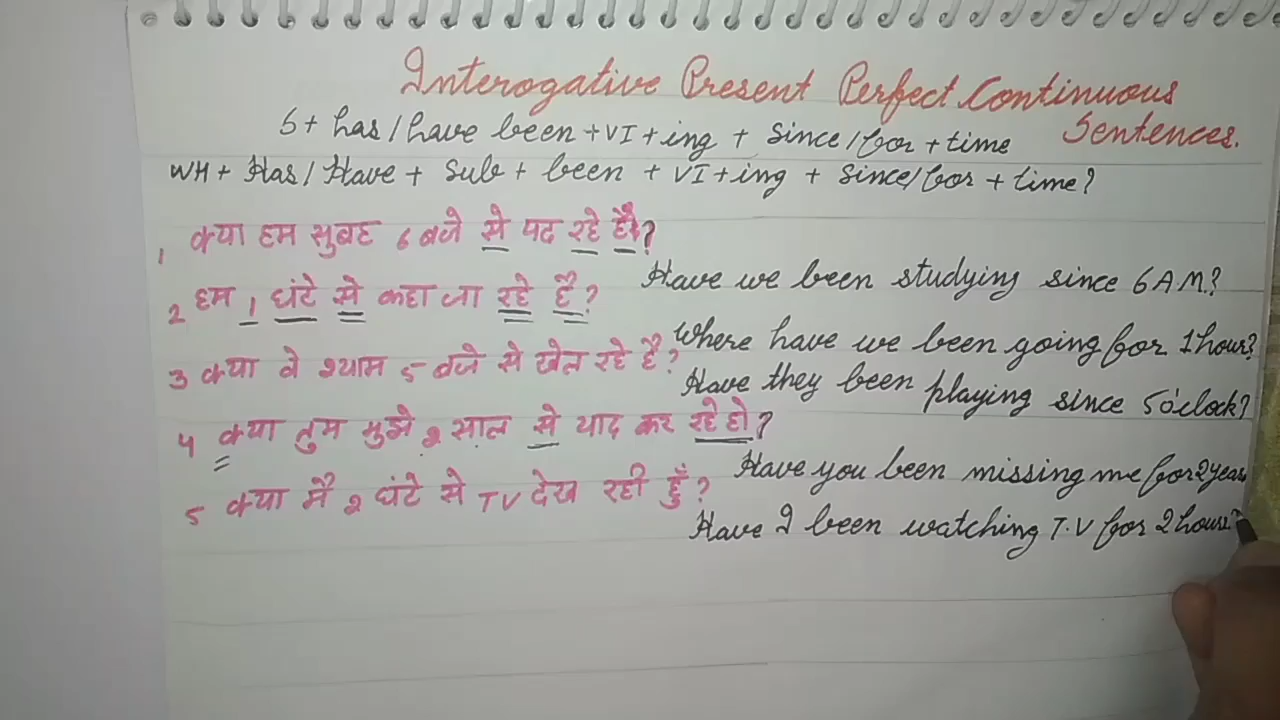 Interogative Present Perfect Continuous
Sentences.
S + has/have been + VI + ing + Since/for + time
WH + Has/Have + Sub + been + VI + ing + Since/for + time?
1 क्या हम सुबह 6 बजे से पढ रहे हैं?
Have we been studying since 6 A.M?
2 हम 1 घंटे से कहा जा रहे है?
Where have we been going for 1 hour?
3 क्या वे श्याम 5 बजे से खेल रहे है?
Have they been playing since 5 o'clock?
4 क्या तुम मुझे 2 साल से याद कर रहे हो?
Have you been missing me for 2 years
5 क्या मै 2 घंटे से TV देख रही हुँ?
Have I been watching T.V for 2 hours?